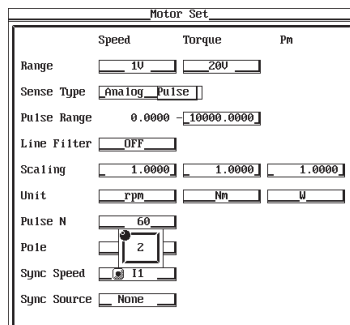 Motor Set
Speed Torque Pm
Range 1V 20V
Sense Type Analog Pulse
Pulse Range 0.0000 - 10000.0000
Line Filter OFF
Scaling 1.0000 1.0000 1.0000
Unit rpm Nm W
Pulse N 60
Pole 2
Sync Speed I1
Sync Source None